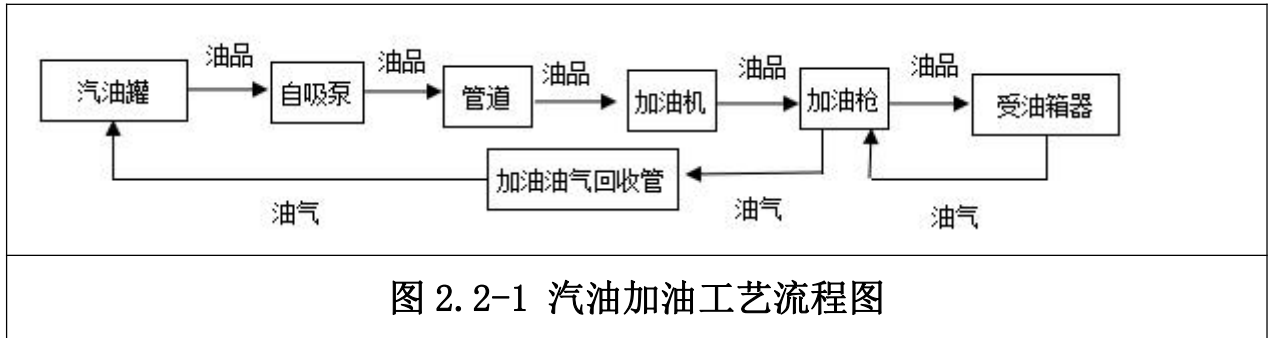 油品
油品
油品
油品
油品
汽油罐
自吸泵
管道
加油机
加油枪
受油箱器
加油油气回收管
油气
油气
油气
图 2.2-1 汽油加油工艺流程图